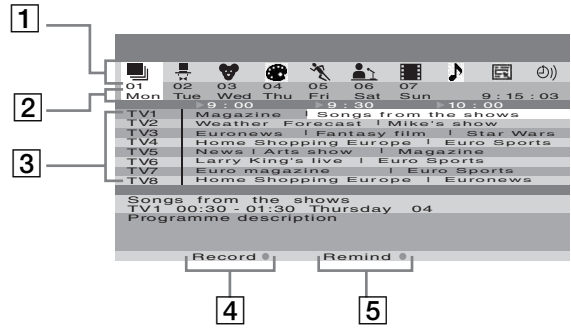 1
01 02 03 04 05 06 07
2
Mon Tue Wed Thu Fri Sat Sun 9 : 15 : 03
9 : 00 9 : 30 10 : 00
TV1 Magazine Songs from the shows
TV2 Weather Forecast Mike's show
TV3 Euronews Fantasy film Star Wars
3
TV4 Home Shopping Europe Euro Sports
TV5 News Arts show Magazine
TV6 Larry King's live Euro Sports
TV7 Euro magazine Euro Sports
TV8 Home Shopping Europe Euronews
Songs from the shows
TV1 00:30 - 01:30 Thursday 04
Programme description
Record Remind
4 5